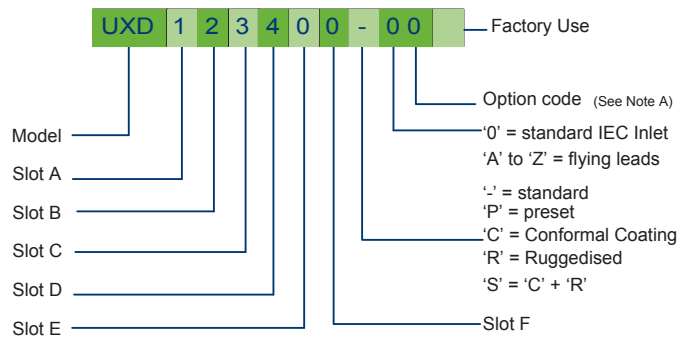 UXD 1 2 3 4 0 0 - 0 0
Factory Use
Option code (See Note A)
‘0’ = standard IEC Inlet
‘A’ to ‘Z’ = flying leads
‘-’ = standard
‘P’ = preset
‘C’ = Conformal Coating
‘R’ = Ruggedised
‘S’ = ‘C’ + ‘R’
Slot F
Model
Slot A
Slot B
Slot C
Slot D
Slot E